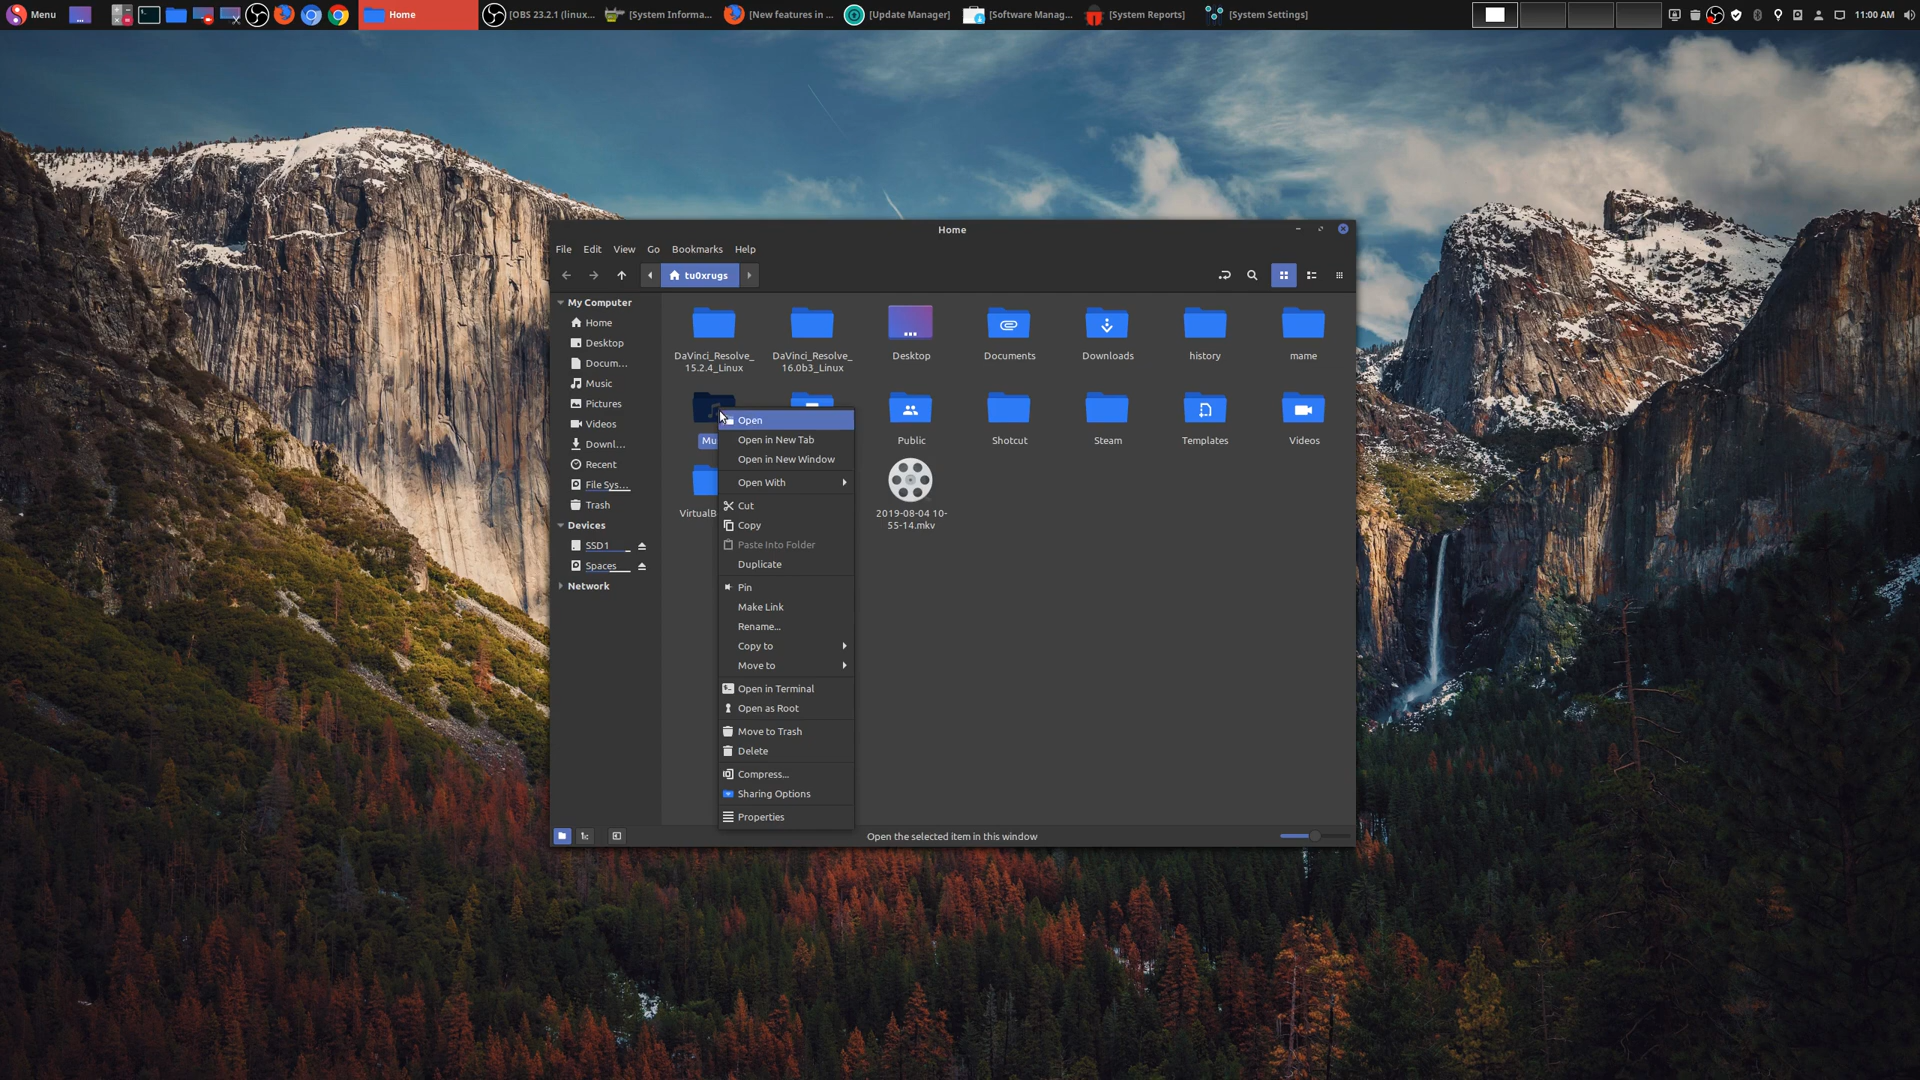 Menu
Home
[OBS 23.2.1 (linux...
[System Informa...
[New features in ...
[Update Manager]
[Software Manag...
[System Reports]
[System Settings]
11:00 AM
Home
File Edit View Go Bookmarks Help
tu0xrugs
My Computer
Home
Desktop
Docum...
Music
Pictures
Videos
Downl...
Recent
File Sys...
Trash
Devices
SSD1
Spaces
Network
DaVinci_Resolve_
15.2.4_Linux
DaVinci_Resolve_
16.0b3_Linux
Desktop
Documents
Downloads
history
mame
Mu
Public
Shotcut
Steam
Templates
Videos
VirtualB
2019-08-04 10-
55-14.mkv
Open
Open in New Tab
Open in New Window
Open With
Cut
Copy
Paste Into Folder
Duplicate
Pin
Make Link
Rename...
Copy to
Move to
Open in Terminal
Open as Root
Move to Trash
Delete
Compress...
Sharing Options
Properties
Open the selected item in this window